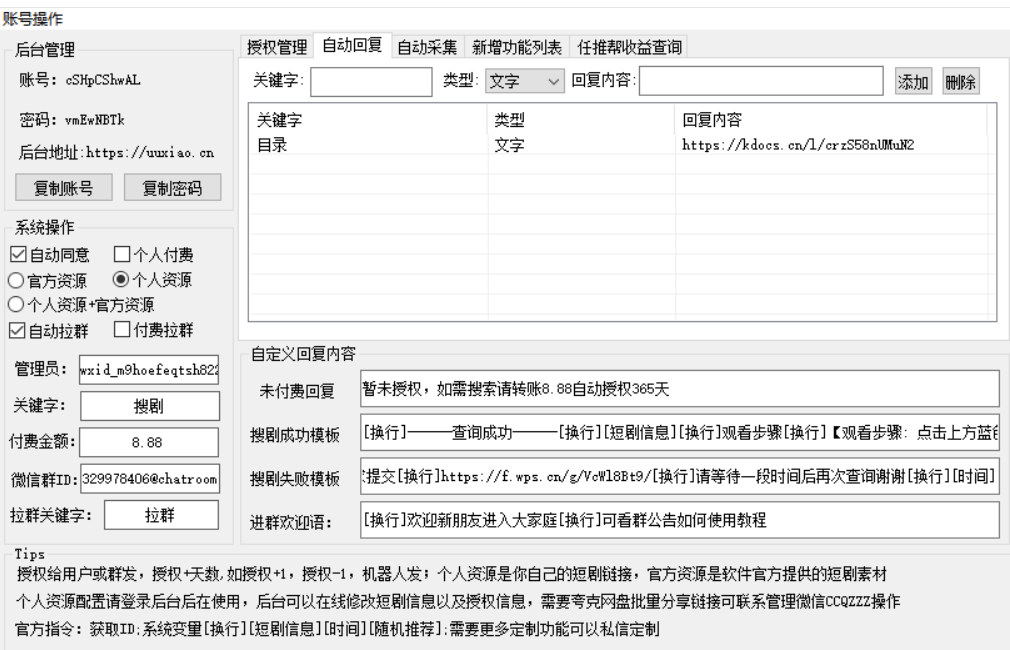 账号操作
后台管理
账号: cSHpCShwAL
密码: vmEwNBTk
后台地址:https://uuxiao.cn
复制账号 复制密码
系统操作
自动同意 个人付费
官方资源 个人资源
个人资源+官方资源
自动拉群 付费拉群
管理员: wxid_m9hoefeqtsh822
关键字: 搜剧
付费金额: 8.88
微信群ID: 329978406@chatroom
拉群关键字: 拉群
授权管理 自动回复 自动采集 新增功能列表 任推帮收益查询
关键字: 类型: 文字 回复内容: 添加 删除
关键字 类型 回复内容
目录 文字 https://kdocs.cn/l/crzS58nUMuN2
自定义回复内容
未付费回复 暂未授权，如需搜索请转账8.88自动授权365天
搜剧成功模板 [换行]———查询成功———[换行][短剧信息][换行]观看步骤[换行]【观看步骤: 点击上方蓝
搜剧失败模板 提交[换行]https://f.wps.cn/g/VcWl8Bt9/[换行]请等待一段时间后再次查询谢谢[换行][时间]
进群欢迎语: [换行]欢迎新朋友进入大家庭[换行]可看群公告如何使用教程
Tips
授权给用户或群发，授权+天数,如授权+1，授权-1，机器人发；个人资源是你自己的短剧链接，官方资源是软件官方提供的短剧素材
个人资源配置请登录后台后在使用，后台可以在线修改短剧信息以及授权信息，需要夸克网盘批量分享链接可联系管理微信CCQZZZ操作
官方指令: 获取ID;系统变量[换行][短剧信息][时间][随机推荐];需要更多定制功能可以私信定制